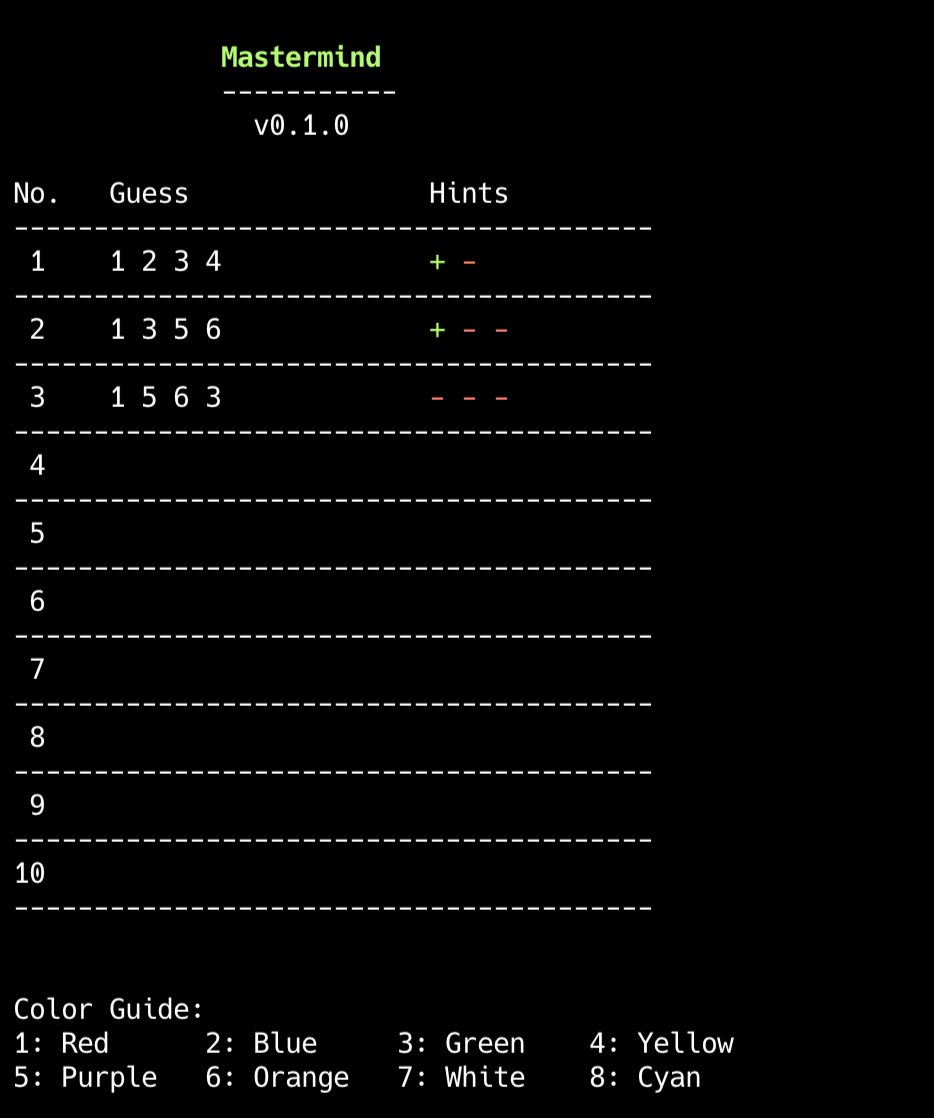 Mastermind
-----------
v0.1.0
No. Guess Hints
----------------------------------------
1 1 2 3 4 + -
----------------------------------------
2 1 3 5 6 + - -
----------------------------------------
3 1 5 6 3 - - -
----------------------------------------
4
----------------------------------------
5
----------------------------------------
6
----------------------------------------
7
----------------------------------------
8
----------------------------------------
9
----------------------------------------
10
----------------------------------------
Color Guide:
1: Red 2: Blue 3: Green 4: Yellow
5: Purple 6: Orange 7: White 8: Cyan